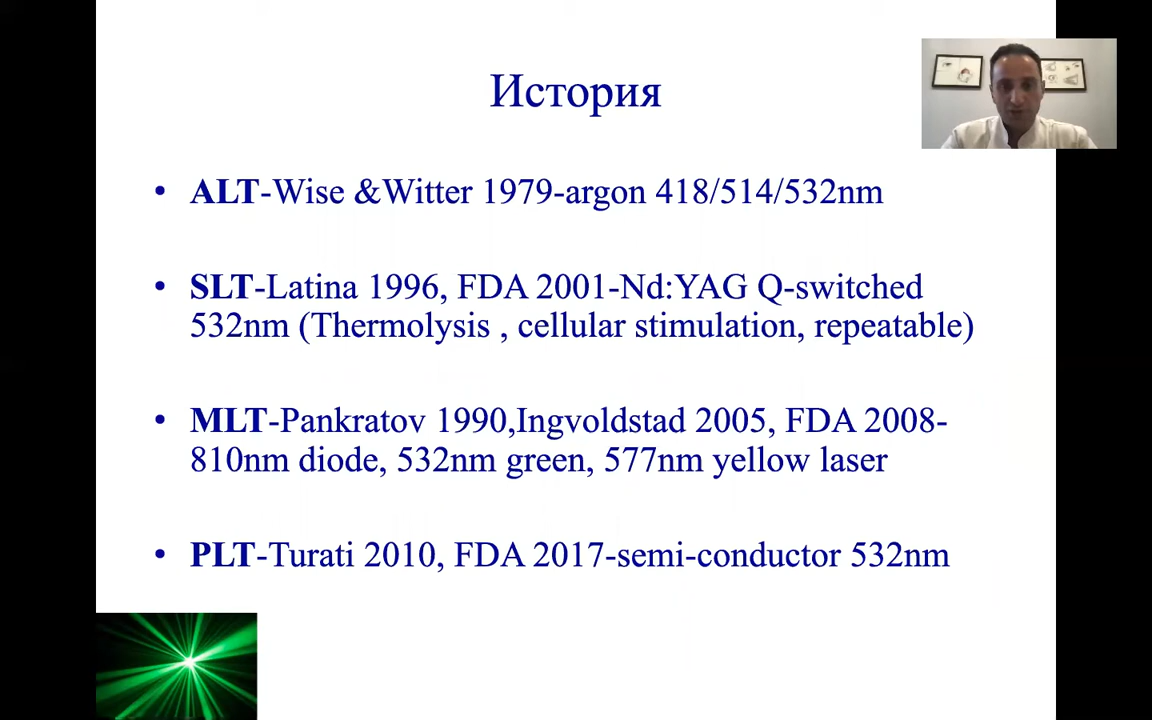 История
• ALT-Wise &Witter 1979-argon 418/514/532nm
• SLT-Latina 1996, FDA 2001-Nd:YAG Q-switched
532nm (Thermolysis , cellular stimulation, repeatable)
• MLT-Pankratov 1990,Ingvoldstad 2005, FDA 2008-
810nm diode, 532nm green, 577nm yellow laser
• PLT-Turati 2010, FDA 2017-semi-conductor 532nm